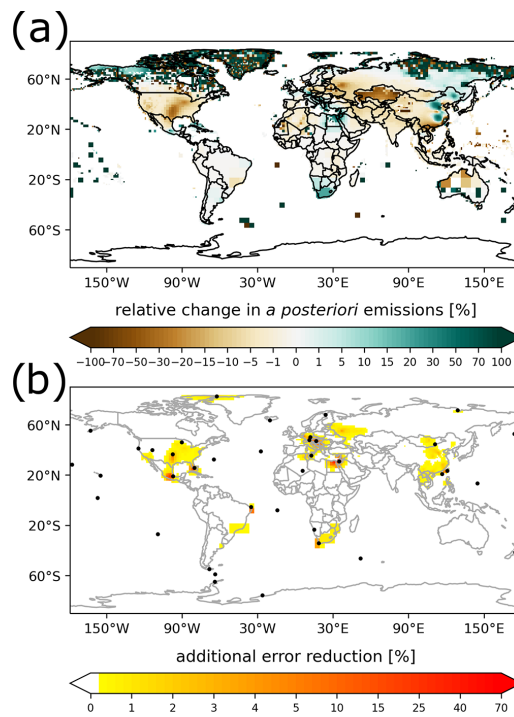 (a)
60°N
20°N
20°S
60°S
150°W 90°W 30°W 30°E 90°E 150°E
relative change in a posteriori emissions [%]
−100 −70 −50 −30 −20 −15 −10 −5 −1 0 1 5 10 15 20 30 50 70 100
(b)
60°N
20°N
20°S
60°S
150°W 90°W 30°W 30°E 90°E 150°E
additional error reduction [%]
0 1 2 5 10 15 25 40 70